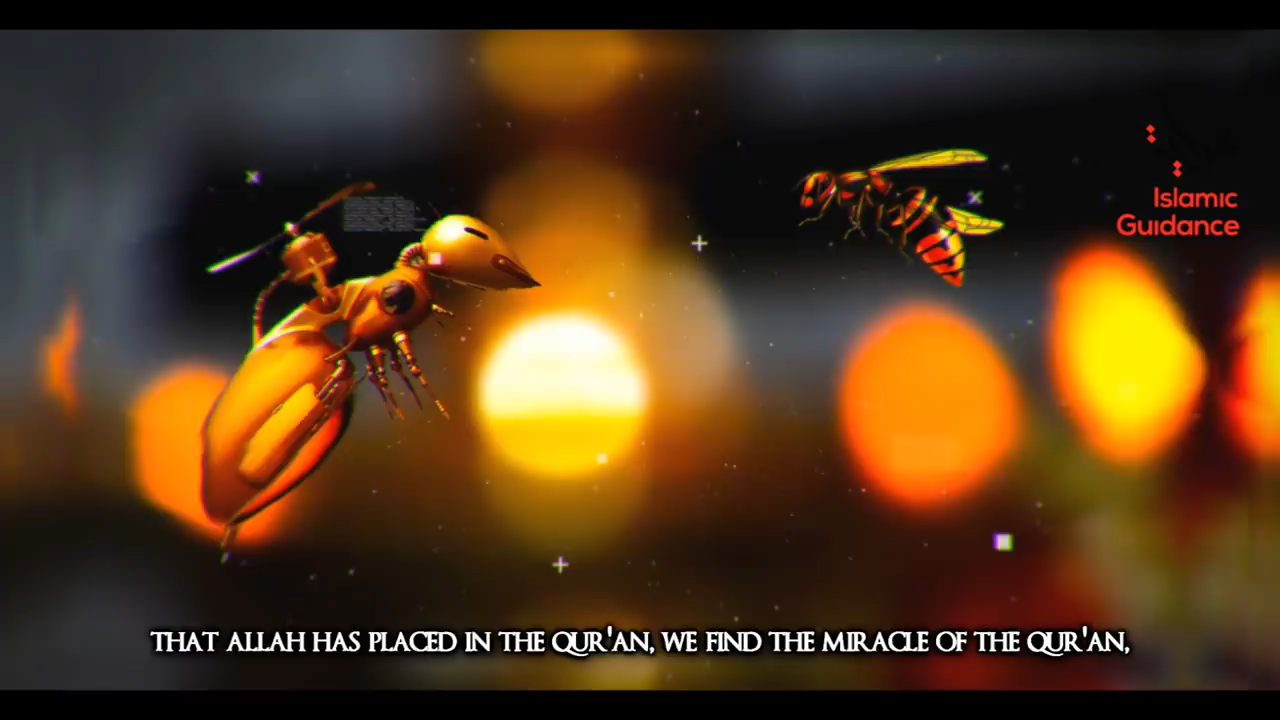 Islamic
Guidance
THAT ALLAH HAS PLACED IN THE QUR'AN, WE FIND THE MIRACLE OF THE QUR'AN,